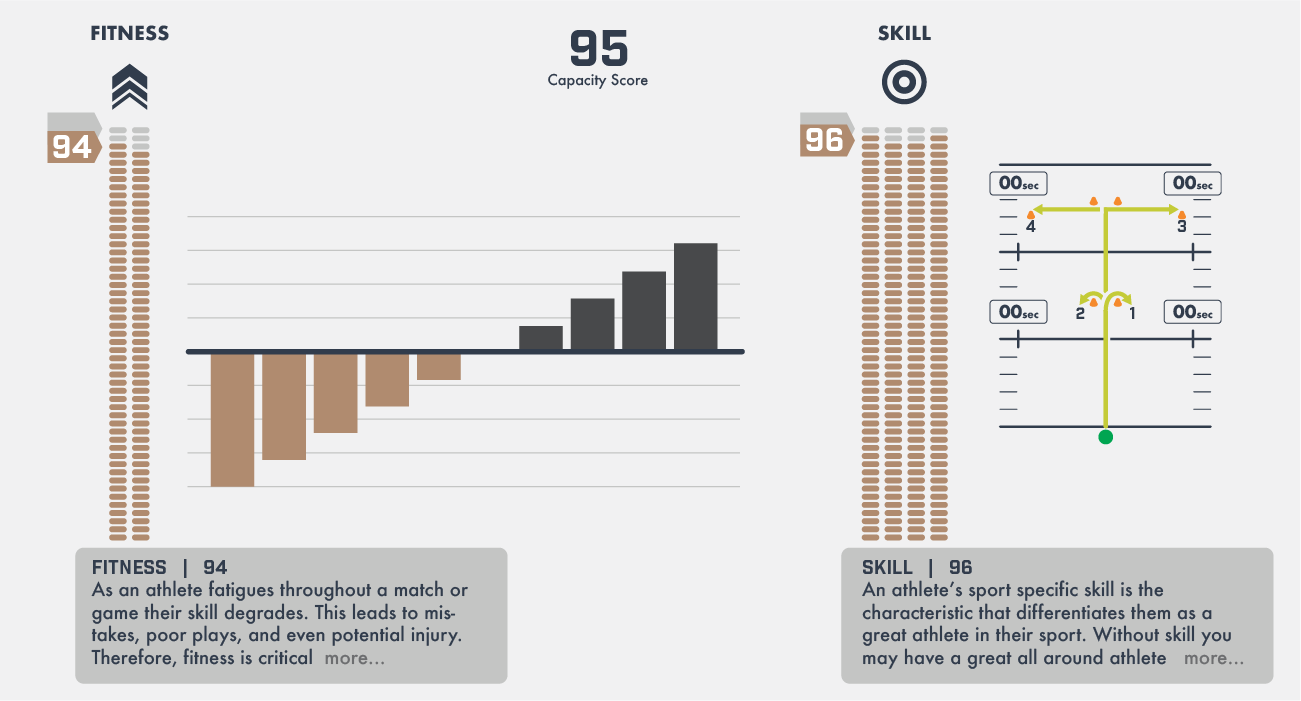 FITNESS
95
Capacity Score
SKILL
94
96
00sec
00sec
4
3
00sec
00sec
2
1
FITNESS | 94
As an athlete fatigues throughout a match or
game their skill degrades. This leads to mis-
takes, poor plays, and even potential injury.
Therefore, fitness is critical more...
SKILL | 96
An athlete's sport specific skill is the
characteristic that differentiates them as a
great athlete in their sport. Without skill you
may have a great all around athlete more...